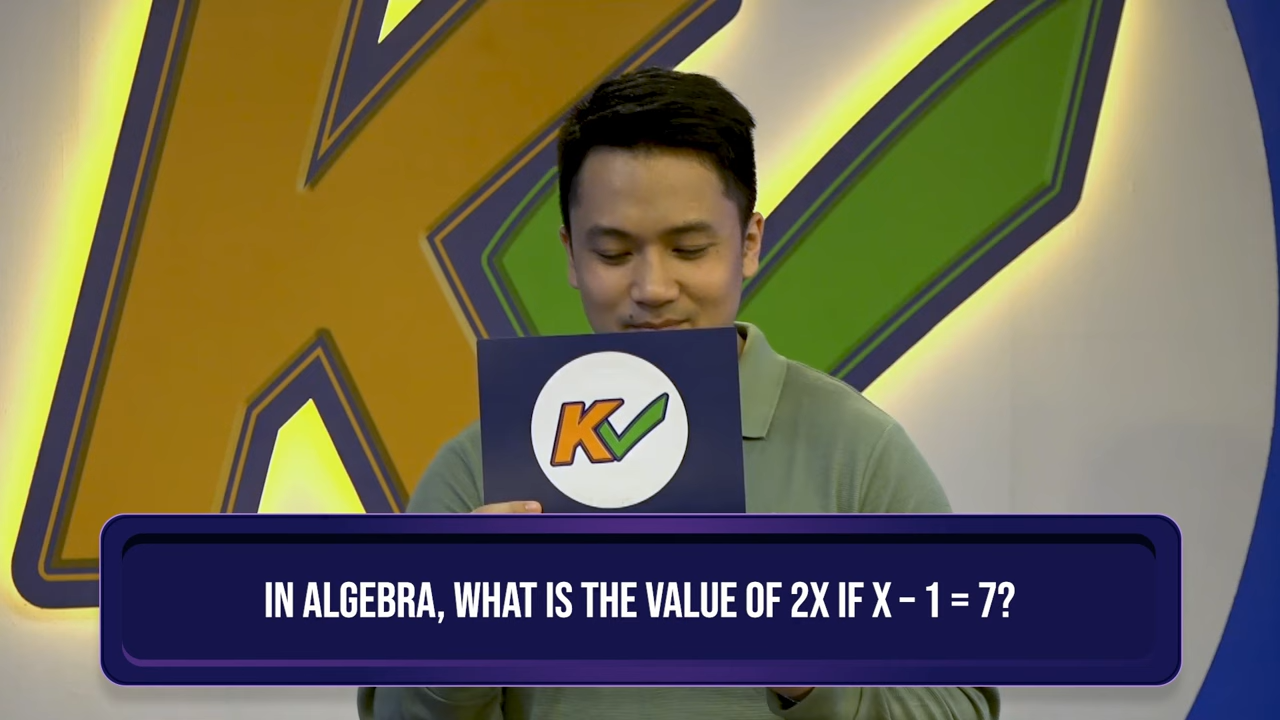 K
K
IN ALGEBRA, WHAT IS THE VALUE OF 2X IF X – 1 = 7?